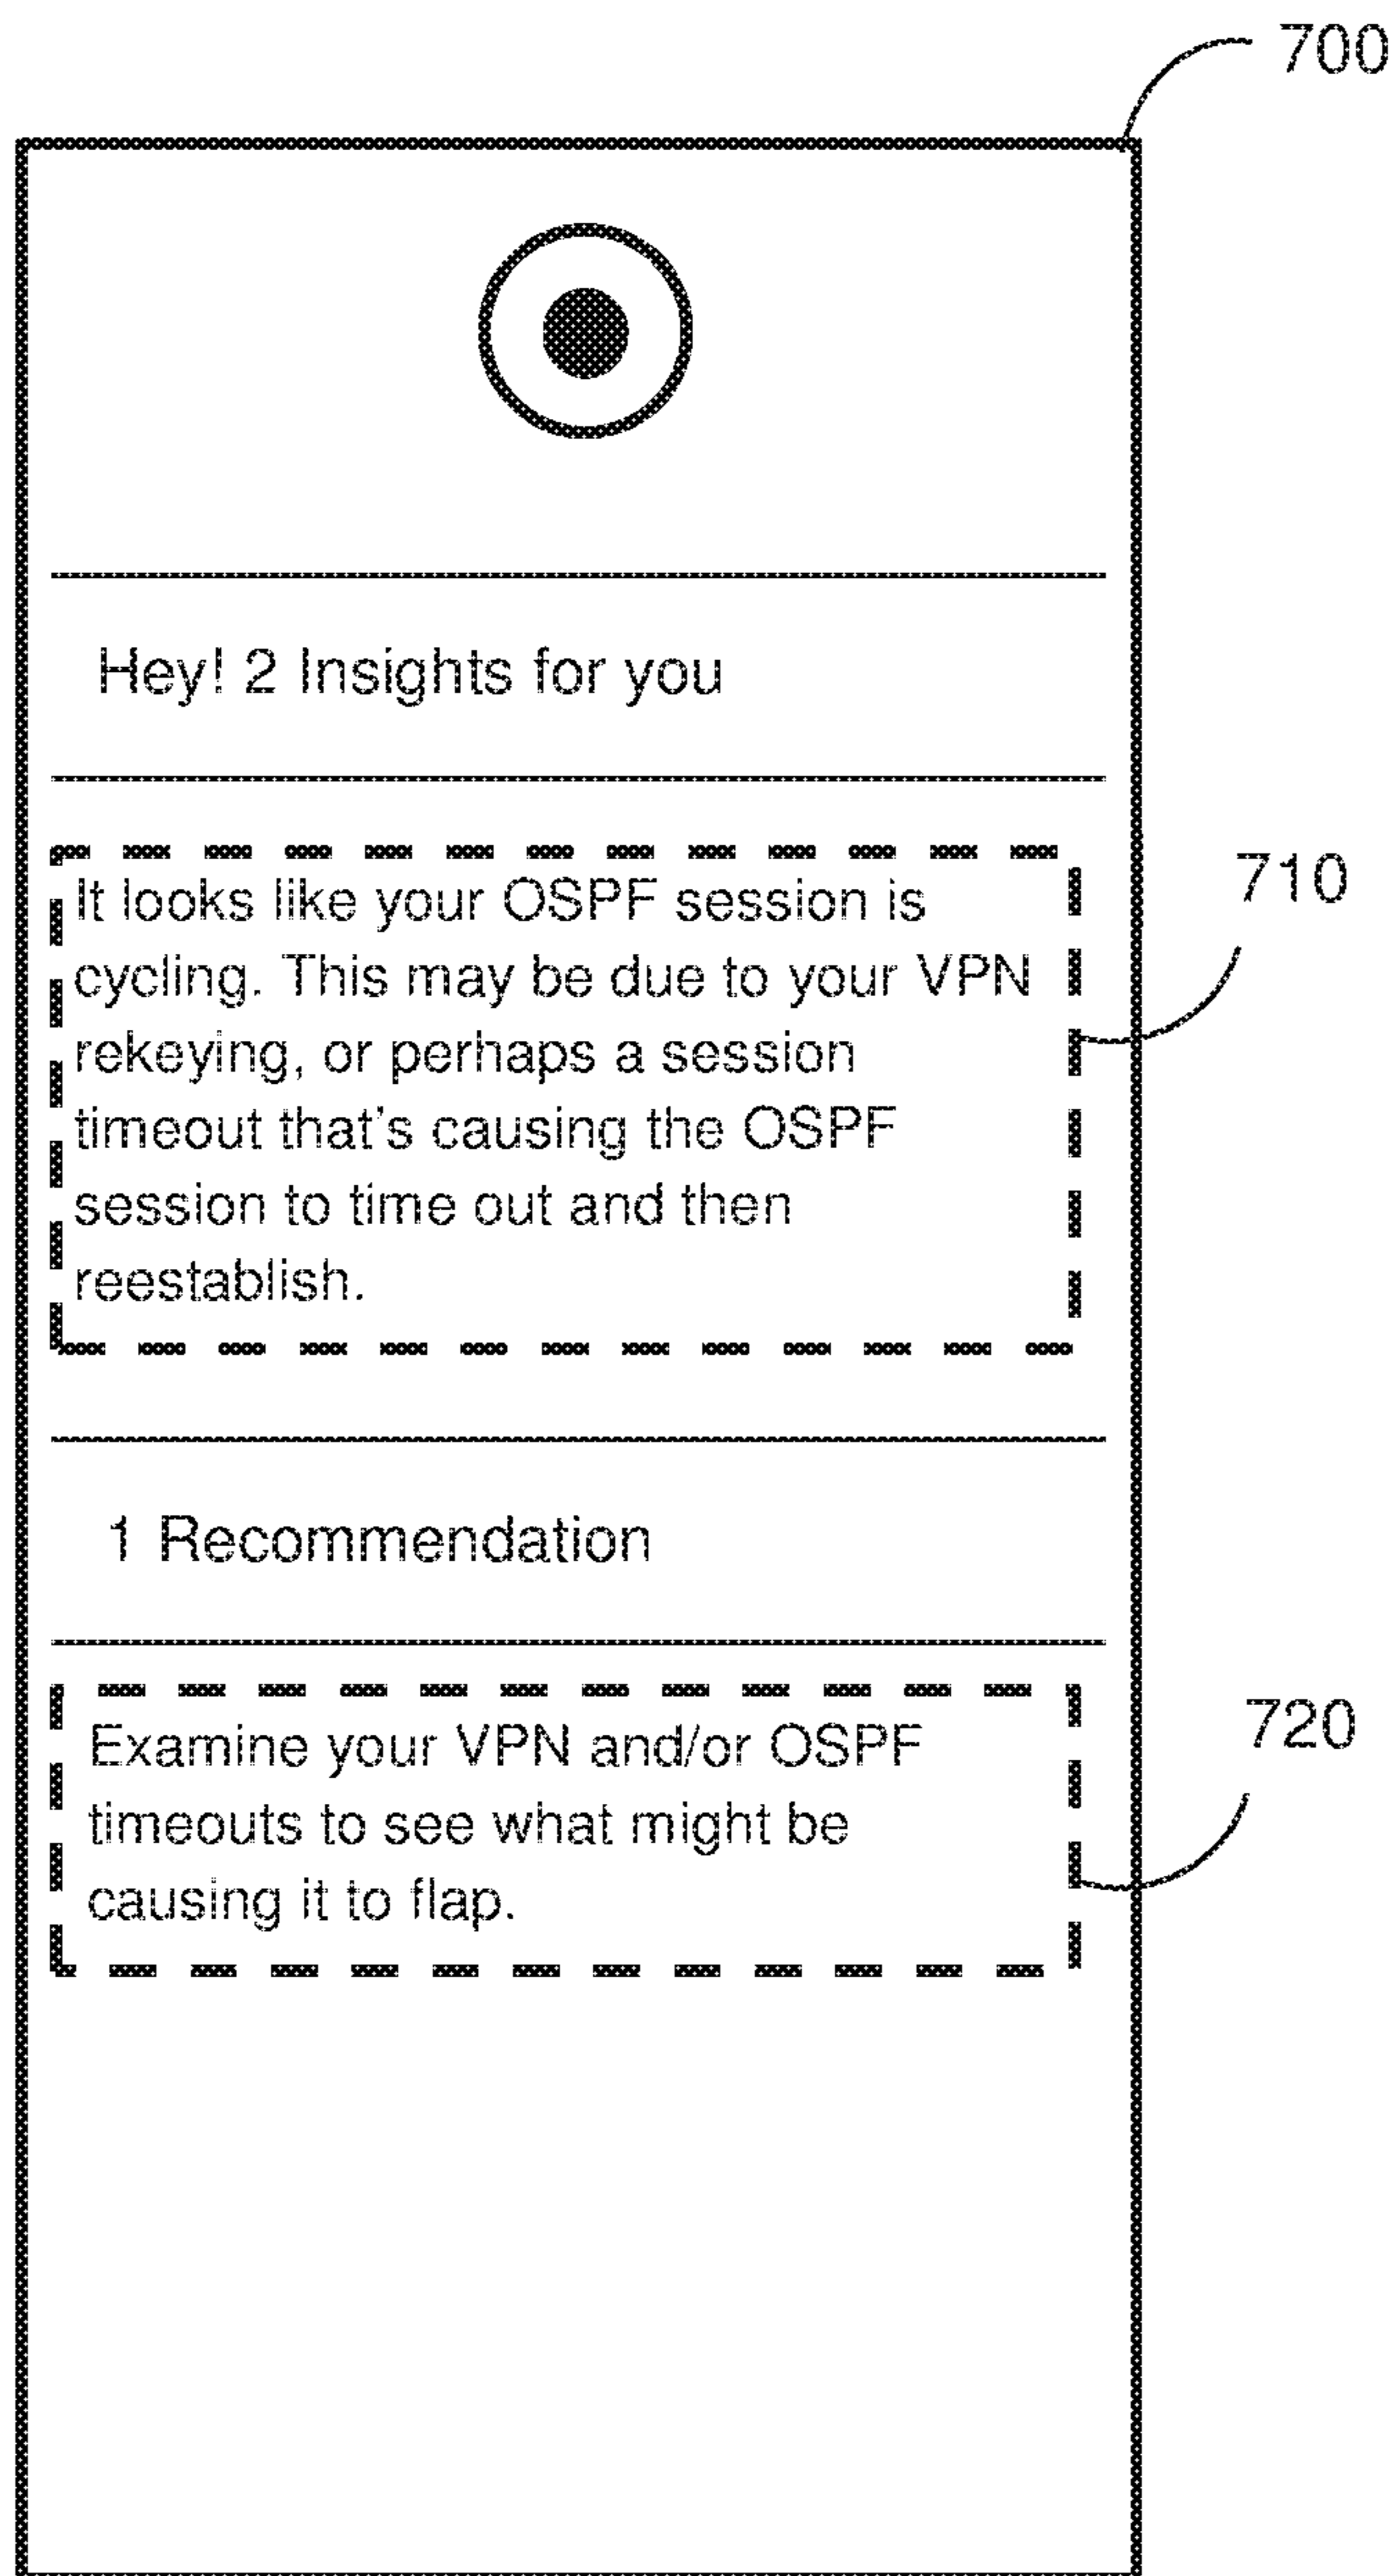 700
Hey! 2 Insights for you
710
It looks like your OSPF session is
cycling. This may be due to your VPN
rekeying, or perhaps a session
timeout that's causing the OSPF
session to time out and then
reestablish.
1 Recommendation
720
Examine your VPN and/or OSPF
timeouts to see what might be
causing it to flap.